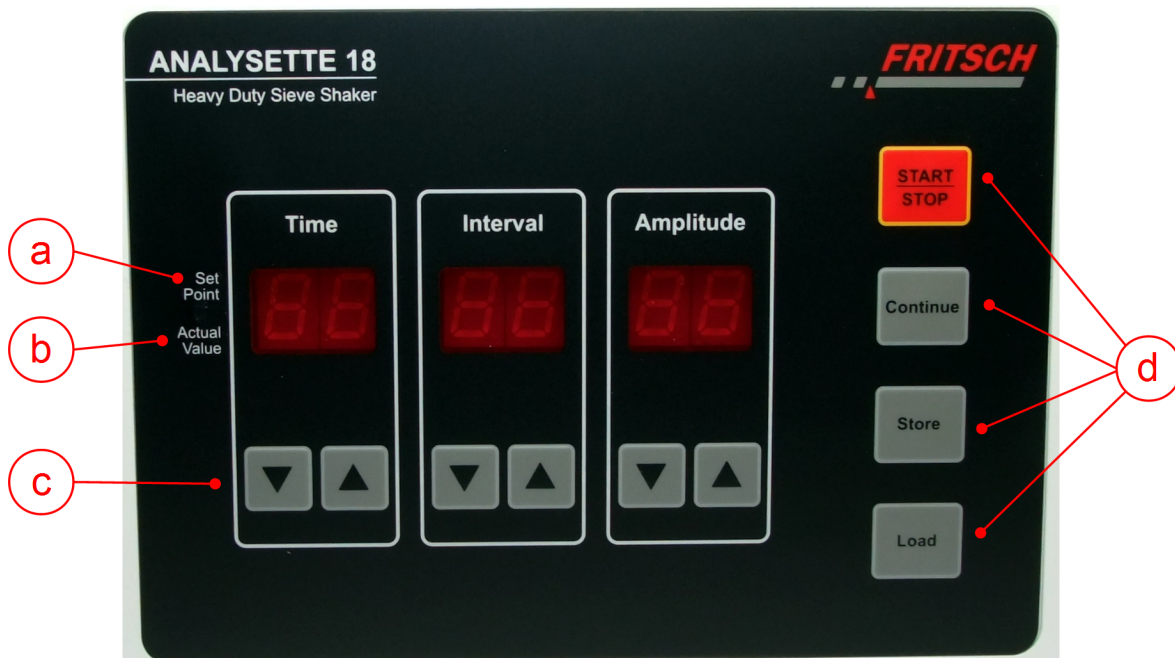 ANALYSETTE 18
Heavy Duty Sieve Shaker
FRITSCH
START
STOP
Time
Interval
Amplitude
a
Set
Point
b
Actual
Value
Continue
d
Store
c
Load